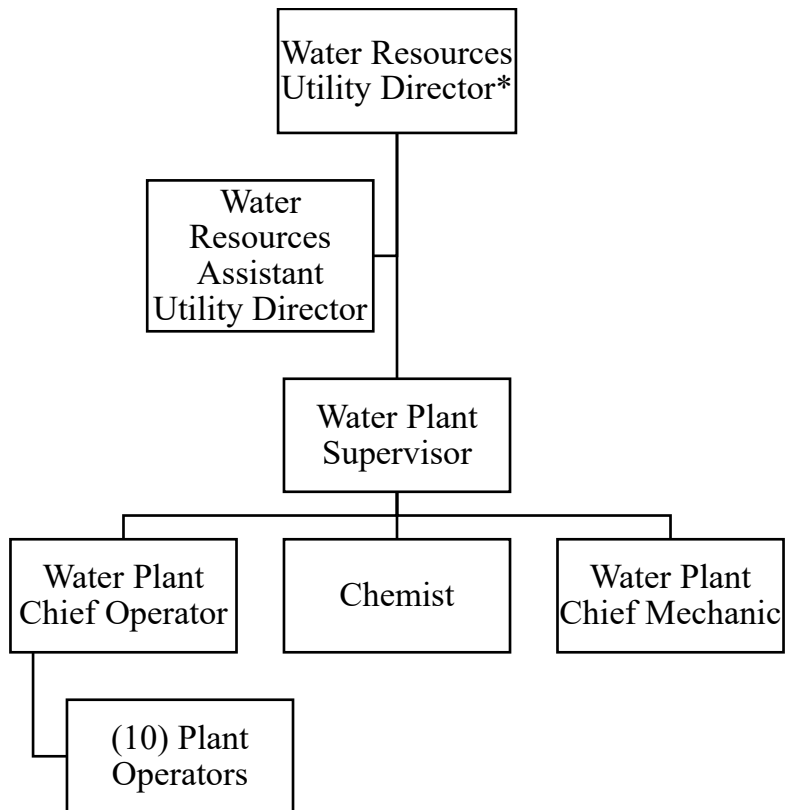 Water Resources
Utility Director*
Water
Resources
Assistant
Utility Director
Water Plant
Supervisor
Water Plant
Chief Operator
Chemist
Water Plant
Chief Mechanic
(10) Plant
Operators